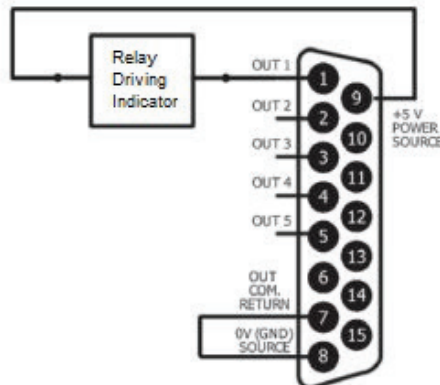 Relay
Driving
Indicator
OUT 1
OUT 2
OUT 3
OUT 4
OUT 5
OUT
COM.
RETURN
0V (GND)
SOURCE
1
2
3
4
5
6
7
8
9
10
11
12
13
14
15
+5 V
POWER
SOURCE